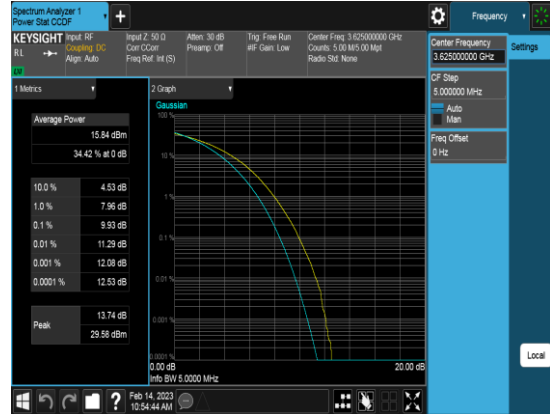 Spectrum Analyzer 1
Power Stat CCDF
+
Frequency
KEYSIGHT
RL
Input: RF
Coupling: DC
Align: Auto
Input Z: 50 Ω
Corr CCorr
Freq Ref: Int (S)
Atten: 30 dB
Preamp: Off
Trig: Free Run
#IF Gain: Low
Center Freq: 3.625000000 GHz
Counts: 5.00 M/5.00 Mpt
Radio Std: None
Center Frequency
3.625000000 GHz
Settings
CF Step
5.000000 MHz
Auto
Man
Freq Offset
0 Hz
1 Metrics
Average Power
15.84 dBm
34.42 % at 0 dB
10.0 % 4.53 dB
1.0 % 7.96 dB
0.1 % 9.93 dB
0.01 % 11.29 dB
0.001 % 12.08 dB
0.0001 % 12.53 dB
Peak
13.74 dB
29.58 dBm
2 Graph
Gaussian
100 %
10 %
1 %
0.1 %
0.01 %
0.001 %
0.0001 %
0.00 dB
20.00 dB
Info BW 5.0000 MHz
Local
?
Feb 14, 2023
10:54:44 AM